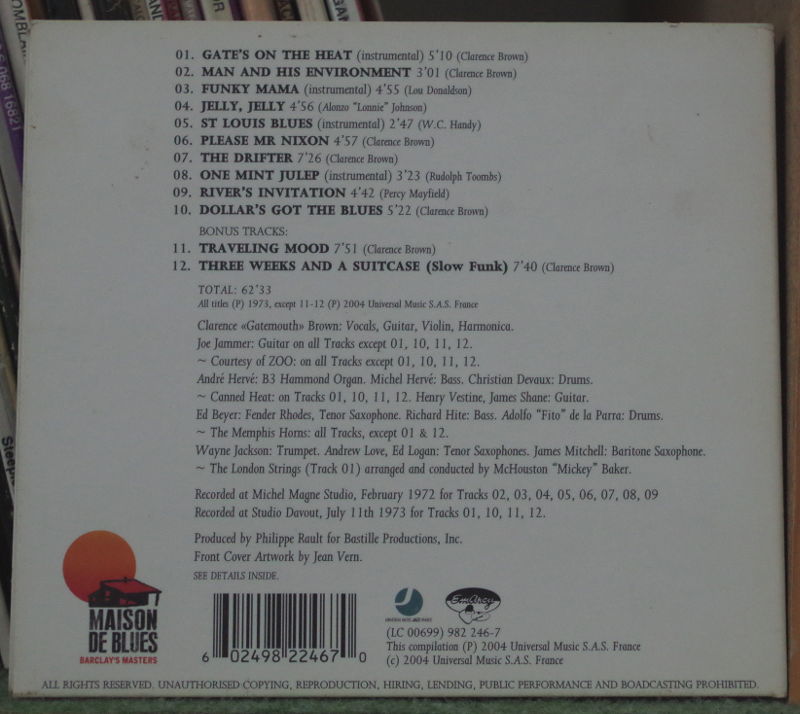 01. GATE'S ON THE HEAT (instrumental) 5'10 (Clarence Brown)
02. MAN AND HIS ENVIRONMENT 3'01 (Clarence Brown)
03. FUNKY MAMA (instrumental) 4'55 (Lou Donaldson)
04. JELLY, JELLY 4'56 (Alonzo "Lonnie" Johnson)
05. ST LOUIS BLUES (instrumental) 2'47 (W.C. Handy)
06. PLEASE MR NIXON 4'57 (Clarence Brown)
07. THE DRIFTER 7'26 (Clarence Brown)
08. ONE MINT JULEP (instrumental) 3'23 (Rudolph Toombs)
09. RIVER'S INVITATION 4'42 (Percy Mayfield)
10. DOLLAR'S GOT THE BLUES 5'22 (Clarence Brown)
BONUS TRACKS:
11. TRAVELING MOOD 7'51 (Clarence Brown)
12. THREE WEEKS AND A SUITCASE (Slow Funk) 7'40 (Clarence Brown)
TOTAL: 62'33
All titles (P) 1973, except 11-12 (P) 2004 Universal Music S.A.S. France
Clarence «Gatemouth» Brown: Vocals, Guitar, Violin, Harmonica.
Joe Jammer: Guitar on all Tracks except 01, 10, 11, 12.
~ Courtesy of ZOO: on all Tracks except 01, 10, 11, 12.
André Hervé: B3 Hammond Organ. Michel Hervé: Bass. Christian Devaux: Drums.
~ Canned Heat: on Tracks 01, 10, 11, 12. Henry Vestine, James Shane: Guitar.
Ed Beyer: Fender Rhodes, Tenor Saxophone. Richard Hite: Bass. Adolfo "Fito" de la Parra: Drums.
~ The Memphis Horns: all Tracks, except 01 & 12.
Wayne Jackson: Trumpet. Andrew Love, Ed Logan: Tenor Saxophones. James Mitchell: Baritone Saxophone.
~ The London Strings (Track 01) arranged and conducted by McHouston "Mickey" Baker.
Recorded at Michel Magne Studio, February 1972 for Tracks 02, 03, 04, 05, 06, 07, 08, 09
Recorded at Studio Davout, July 11th 1973 for Tracks 01, 10, 11, 12.
Produced by Philippe Rault for Bastille Productions, Inc.
Front Cover Artwork by Jean Vern.
SEE DETAILS INSIDE.
MAISON
DE BLUES
BARCLAY'S MASTERS
6 02498 22467 0
EmArcy
(LC 00699) 982 246-7
This compilation (P) 2004 Universal Music S.A.S. France
(c) 2004 Universal Music S.A.S. France
ALL RIGHTS RESERVED. UNAUTHORISED COPYING, REPRODUCTION, HIRING, LENDING, PUBLIC PERFORMANCE AND BOADCASTING PROHIBITED.